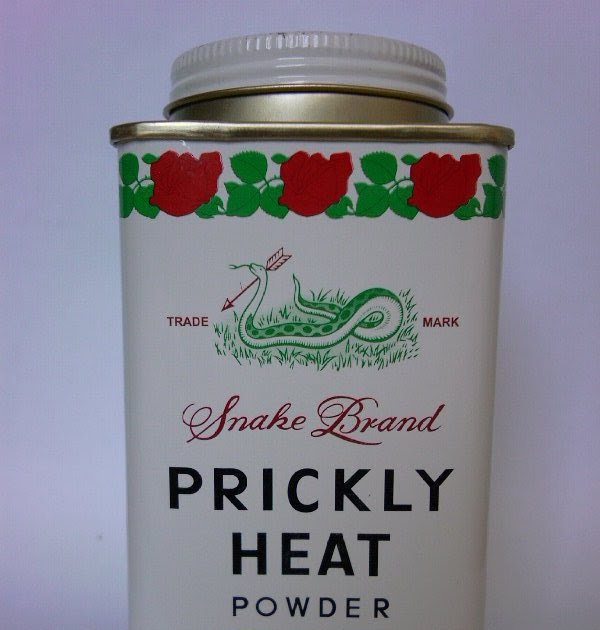 TRADE MARK
Snake Brand
PRICKLY
HEAT
POWDER